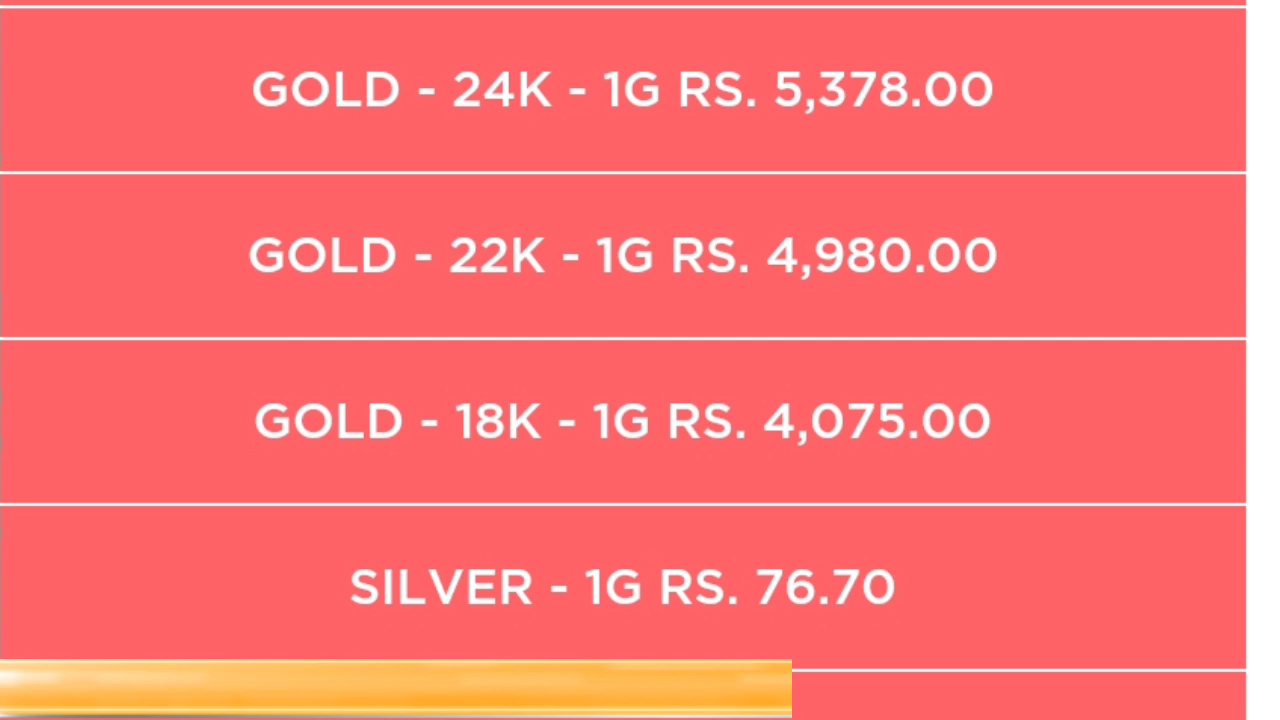 GOLD - 24K - 1G RS. 5,378.00
GOLD - 22K - 1G RS. 4,980.00
GOLD - 18K - 1G RS. 4,075.00
SILVER - 1G RS. 76.70